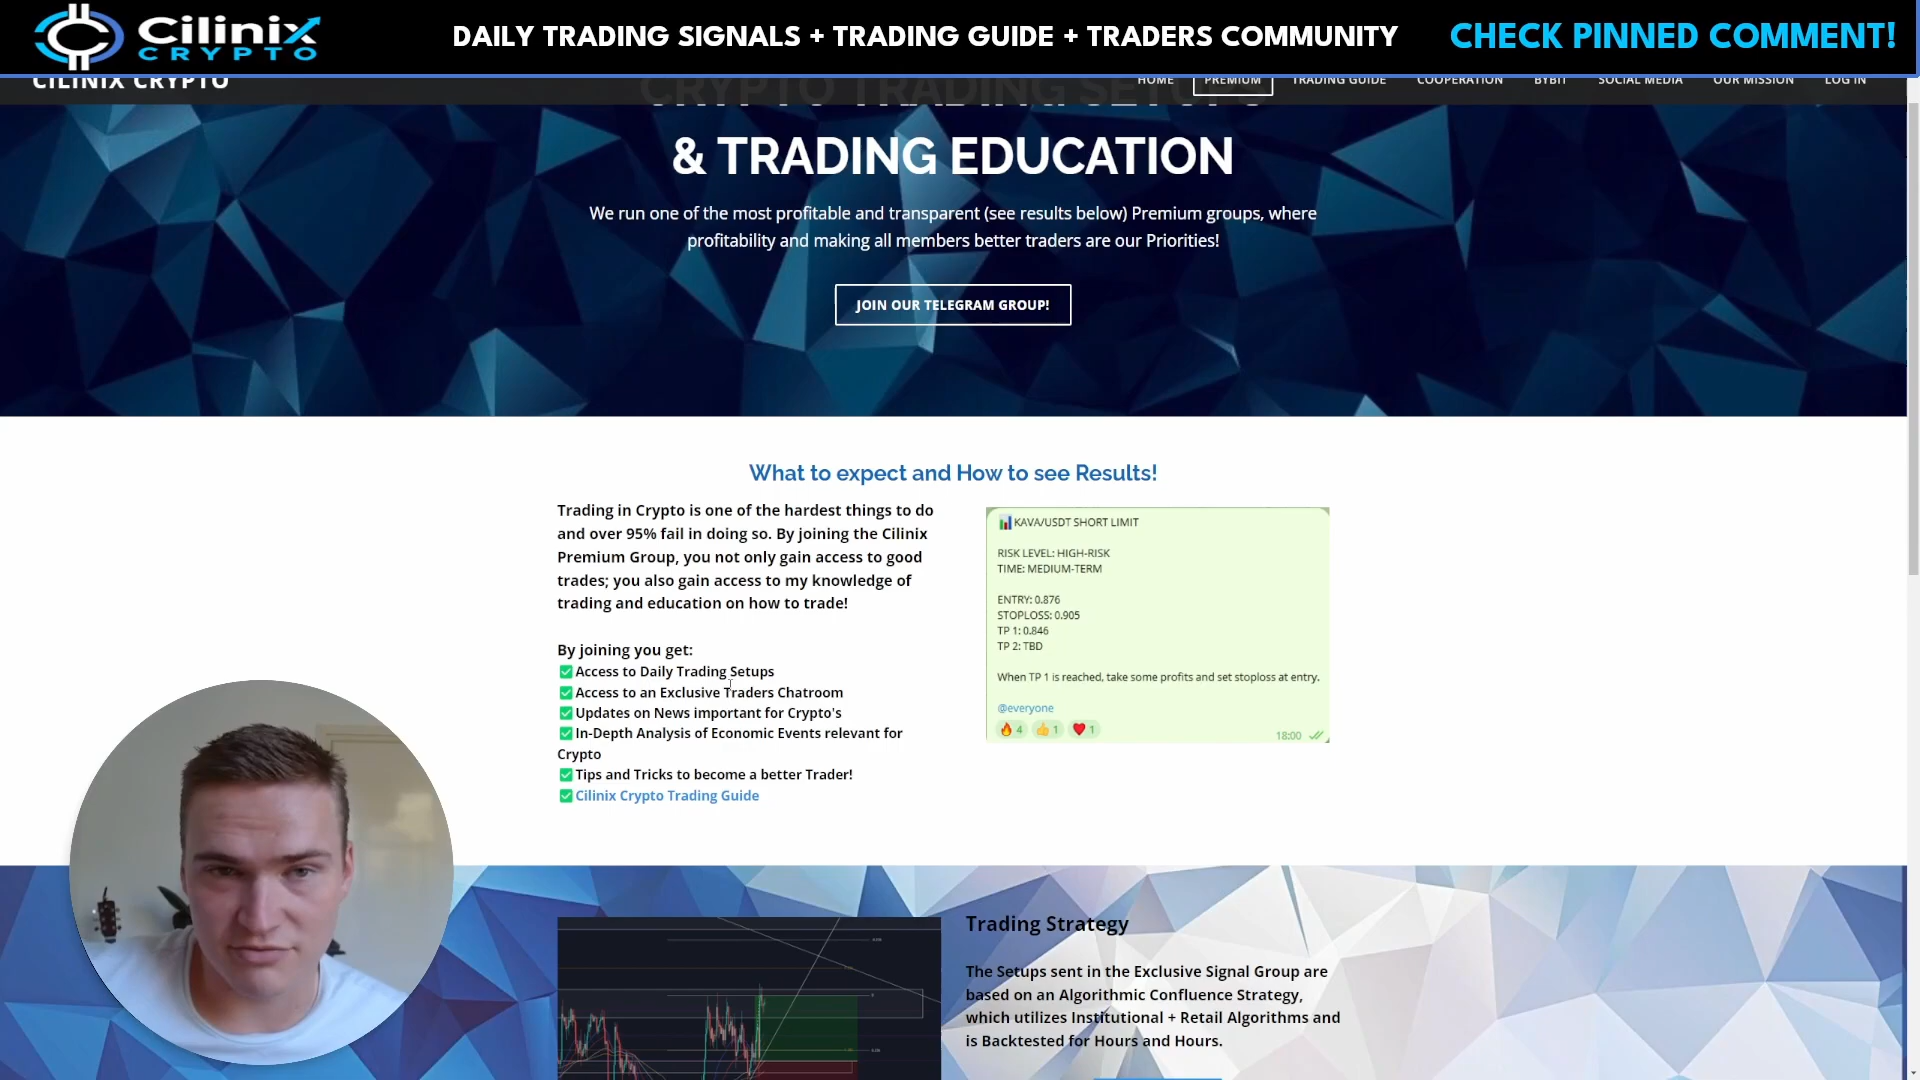 Cilinix
CRYPTO
DAILY TRADING SIGNALS + TRADING GUIDE + TRADERS COMMUNITY
CHECK PINNED COMMENT!
CILINIX CRYPTO
HOME
PREMIUM
TRADING GUIDE
COOPERATION
BYBIT
SOCIAL MEDIA
OUR MISSION
LOG IN
CRYPTO TRADING SETUPS
& TRADING EDUCATION
We run one of the most profitable and transparent (see results below) Premium groups, where
profitability and making all members better traders are our Priorities!
JOIN OUR TELEGRAM GROUP!
What to expect and How to see Results!
Trading in Crypto is one of the hardest things to do
and over 95% fail in doing so. By joining the Cilinix
Premium Group, you not only gain access to good
trades; you also gain access to my knowledge of
trading and education on how to trade!
By joining you get:
✅ Access to Daily Trading Setups
✅ Access to an Exclusive Traders Chatroom
✅ Updates on News important for Crypto's
✅ In-Depth Analysis of Economic Events relevant for
Crypto
✅ Tips and Tricks to become a better Trader!
✅ Cilinix Crypto Trading Guide
📊 KAVA/USDT SHORT LIMIT
RISK LEVEL: HIGH-RISK
TIME: MEDIUM-TERM
ENTRY: 0.876
STOPLOSS: 0.905
TP 1: 0.846
TP 2: TBD
When TP 1 is reached, take some profits and set stoploss at entry.
@everyone
🔥 4 👍 1 ❤️ 1
18:00
Trading Strategy
The Setups sent in the Exclusive Signal Group are
based on an Algorithmic Confluence Strategy,
which utilizes Institutional + Retail Algorithms and
is Backtested for Hours and Hours.